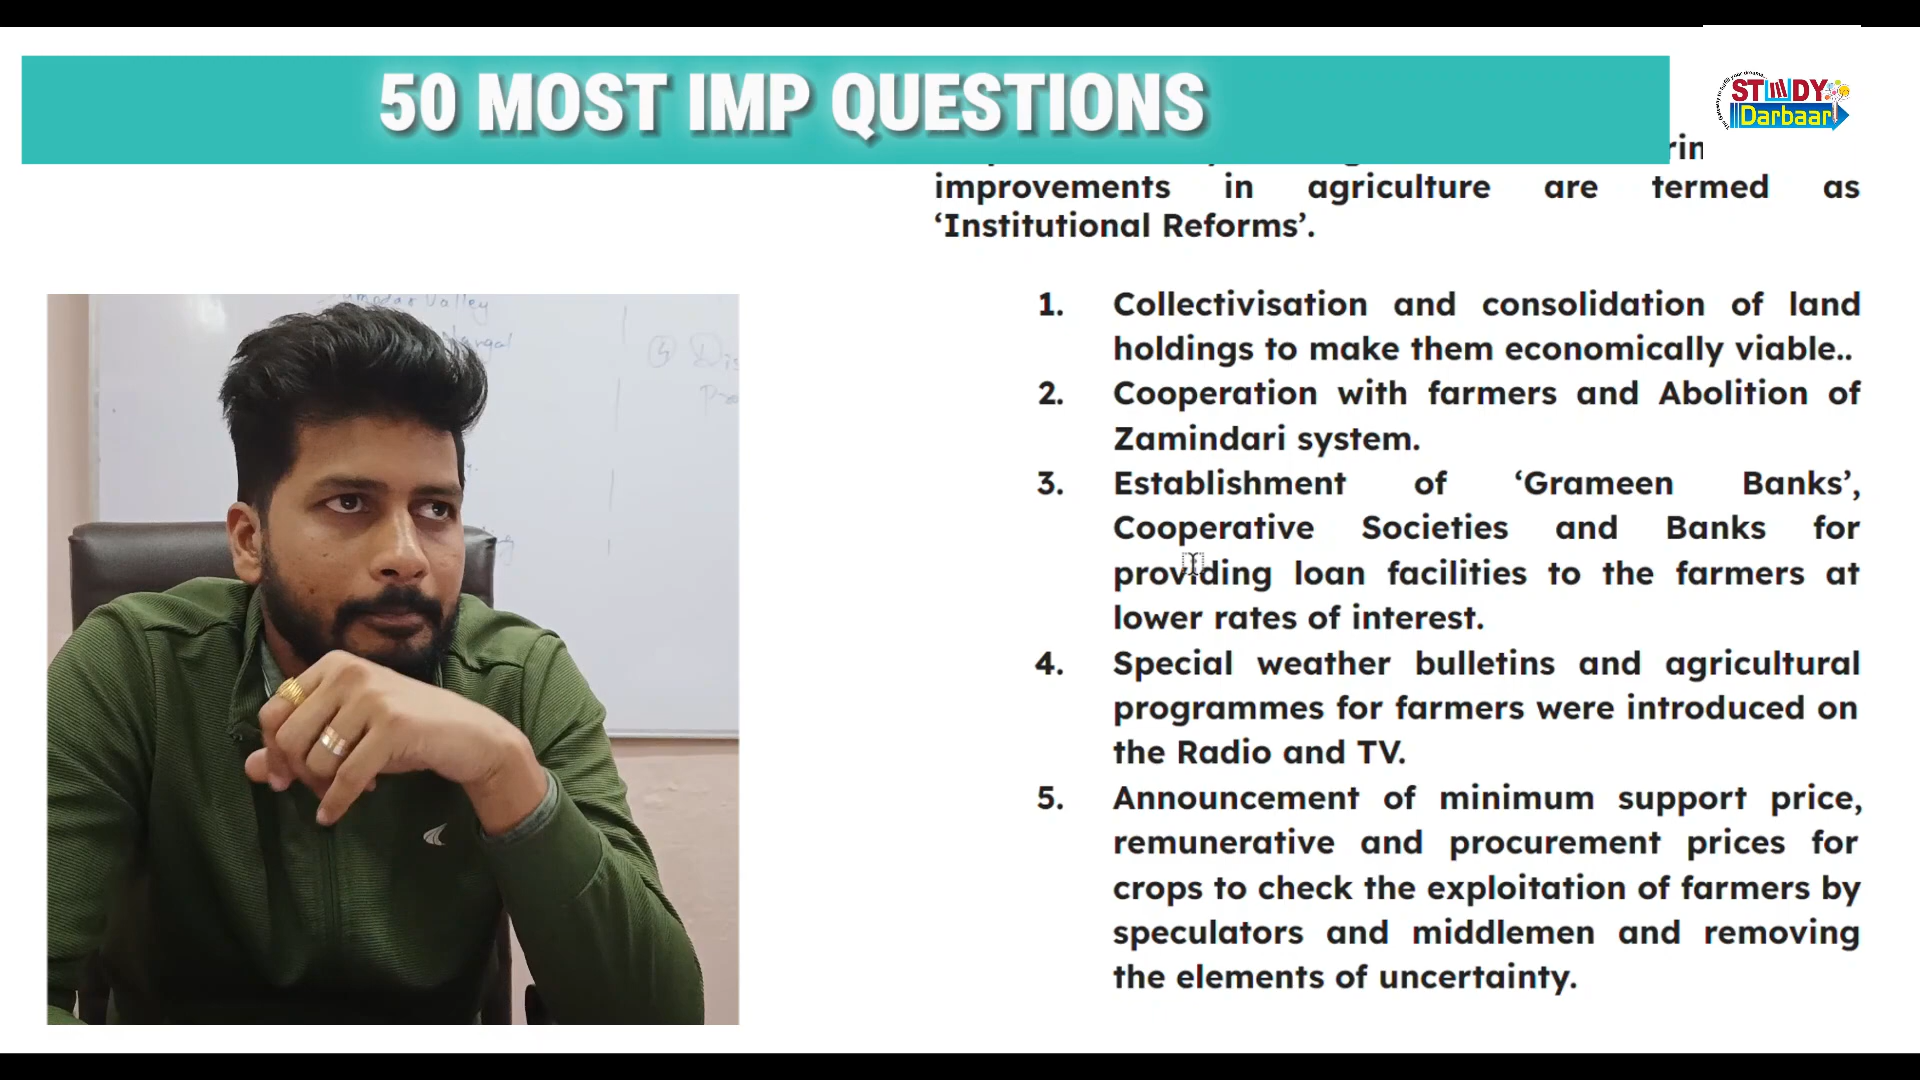 50 MOST IMP QUESTIONS
STUDY
Darbaar
improvements in agriculture are termed as
‘Institutional Reforms’.
1. Collectivisation and consolidation of land
holdings to make them economically viable..
2. Cooperation with farmers and Abolition of
Zamindari system.
3. Establishment of ‘Grameen Banks’,
Cooperative Societies and Banks for
providing loan facilities to the farmers at
lower rates of interest.
4. Special weather bulletins and agricultural
programmes for farmers were introduced on
the Radio and TV.
5. Announcement of minimum support price,
remunerative and procurement prices for
crops to check the exploitation of farmers by
speculators and middlemen and removing
the elements of uncertainty.
Valley